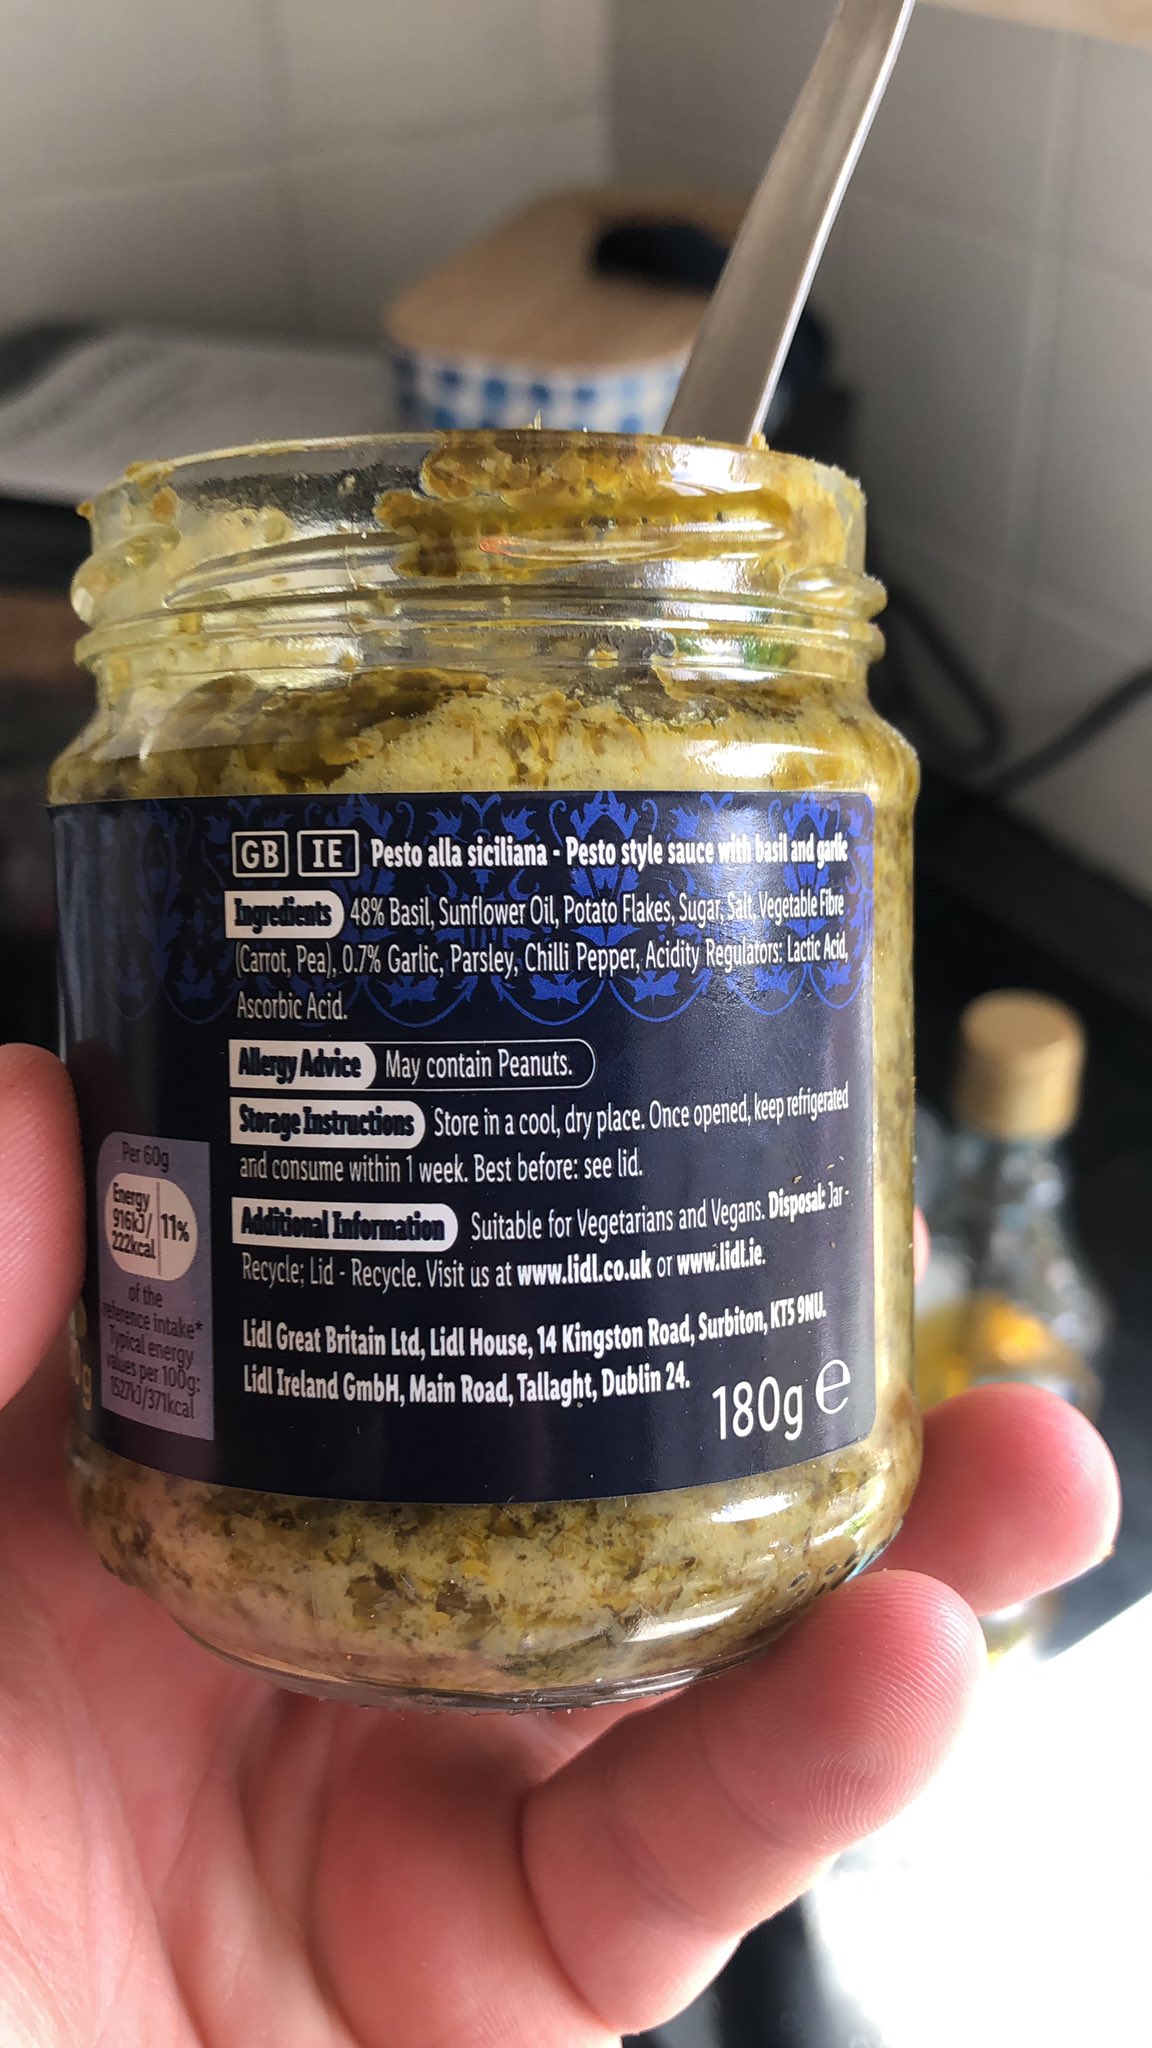 GB IE Pesto alla siciliana - Pesto style sauce with basil and garlic
Ingredients 48% Basil, Sunflower Oil, Potato Flakes, Sugar, Salt, Vegetable Fibre
(Carrot, Pea), 0.7% Garlic, Parsley, Chilli Pepper, Acidity Regulators: Lactic Acid,
Ascorbic Acid.
Allergy Advice May contain Peanuts.
Storage Instructions Store in a cool, dry place. Once opened, keep refrigerated
and consume within 1 week. Best before: see lid.
Additional Information Suitable for Vegetarians and Vegans. Disposal: Jar -
Recycle; Lid - Recycle. Visit us at www.lidl.co.uk or www.lidl.ie.
Lidl Great Britain Ltd, Lidl House, 14 Kingston Road, Surbiton, KT5 9NU.
Lidl Ireland GmbH, Main Road, Tallaght, Dublin 24.
180g e
Per 60g
Energy
916kJ/
222kcal
11%
of the
reference intake*
Typical energy
values per 100g:
1527kJ/371kcal